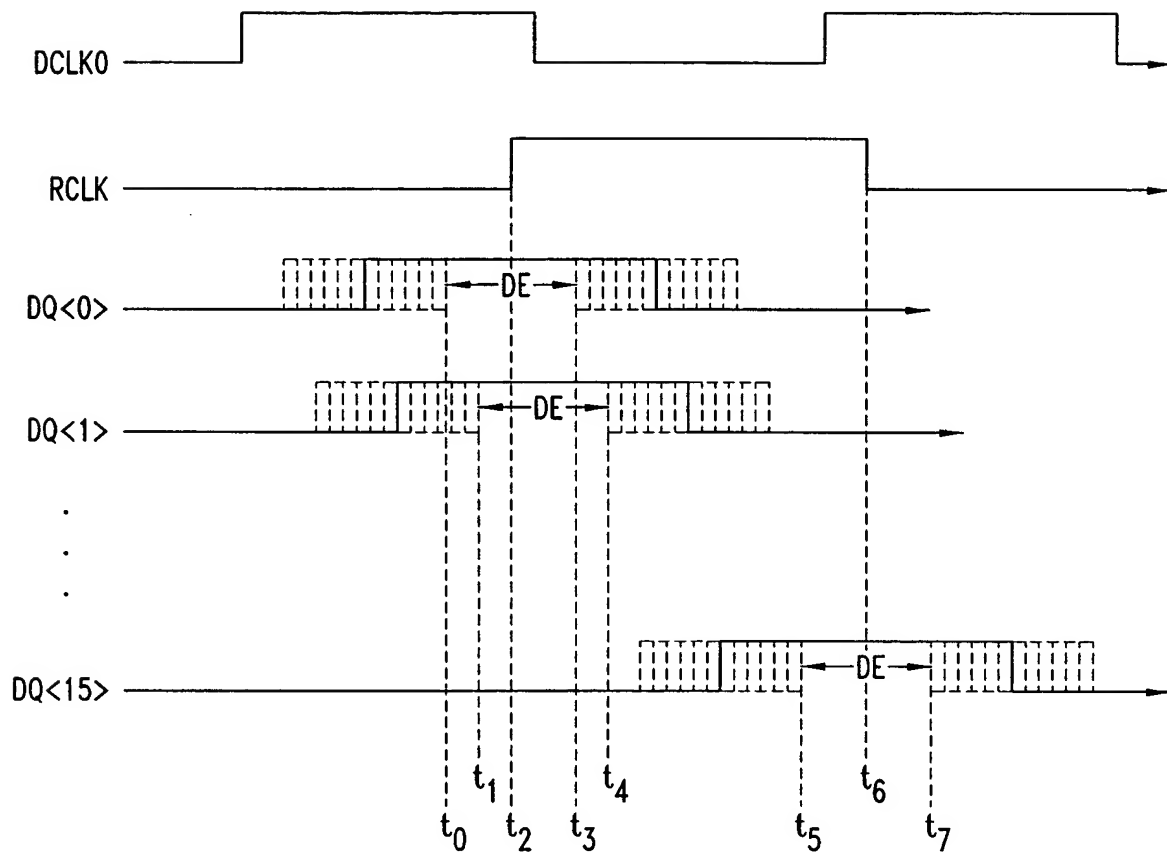 DCLK0
RCLK
DQ<0>
DE
DQ<1>
DE
DQ<15>
DE
t1 t4 t6
t0 t2 t3 t5 t7